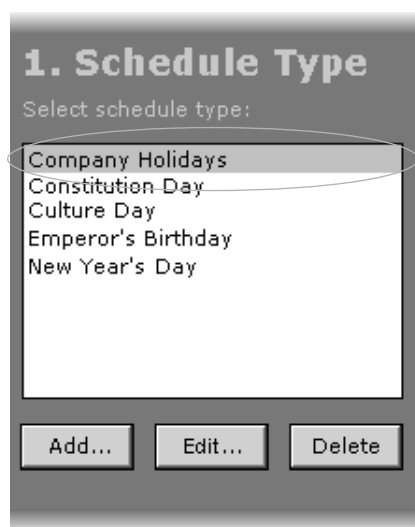 1. Schedule Type
Select schedule type:
Company Holidays
Constitution Day
Culture Day
Emperor's Birthday
New Year's Day
Add...
Edit...
Delete